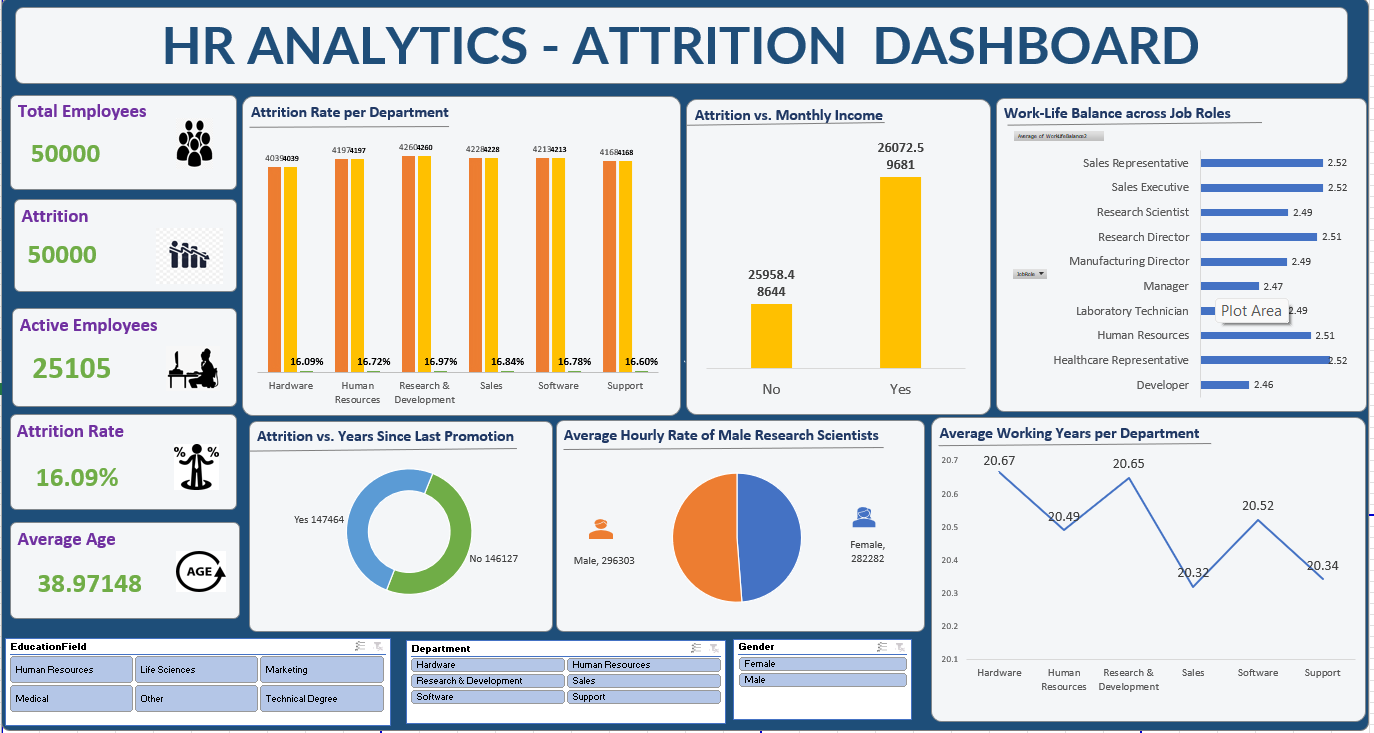 HR ANALYTICS - ATTRITION  DASHBOARD
Total Employees
50000
Attrition
50000
Active Employees
25105
Attrition Rate
% %
16.09%
Average Age
AGE
38.97148
Attrition Rate per Department
4039 4039
4197 4197
4260 4260
4228 4228
4213 4213
4168 4168
16.09%
16.72%
16.97%
16.84%
16.78%
16.60%
Hardware
Human
Resources
Research &
Development
Sales
Software
Support
Attrition vs. Monthly Income
25958.4
8644
26072.5
9681
No
Yes
Work-Life Balance across Job Roles
Average of WorkLifeBalance2
Sales Representative 2.52
Sales Executive 2.52
Research Scientist 2.49
Research Director 2.51
Manufacturing Director 2.49
JobRole
Manager 2.47
Laboratory Technician 2.49
Plot Area
Human Resources 2.51
Healthcare Representative 2.52
Developer 2.46
Attrition vs. Years Since Last Promotion
Yes 147464
No 146127
Average Hourly Rate of Male Research Scientists
Male, 296303
Female,
282282
Average Working Years per Department
20.7
20.6
20.5
20.4
20.3
20.2
20.1
20.67
20.49
20.65
20.32
20.52
20.34
Hardware
Human
Resources
Research &
Development
Sales
Software
Support
EducationField
Human Resources
Life Sciences
Marketing
Medical
Other
Technical Degree
Department
Hardware
Human Resources
Research & Development
Sales
Software
Support
Gender
Female
Male